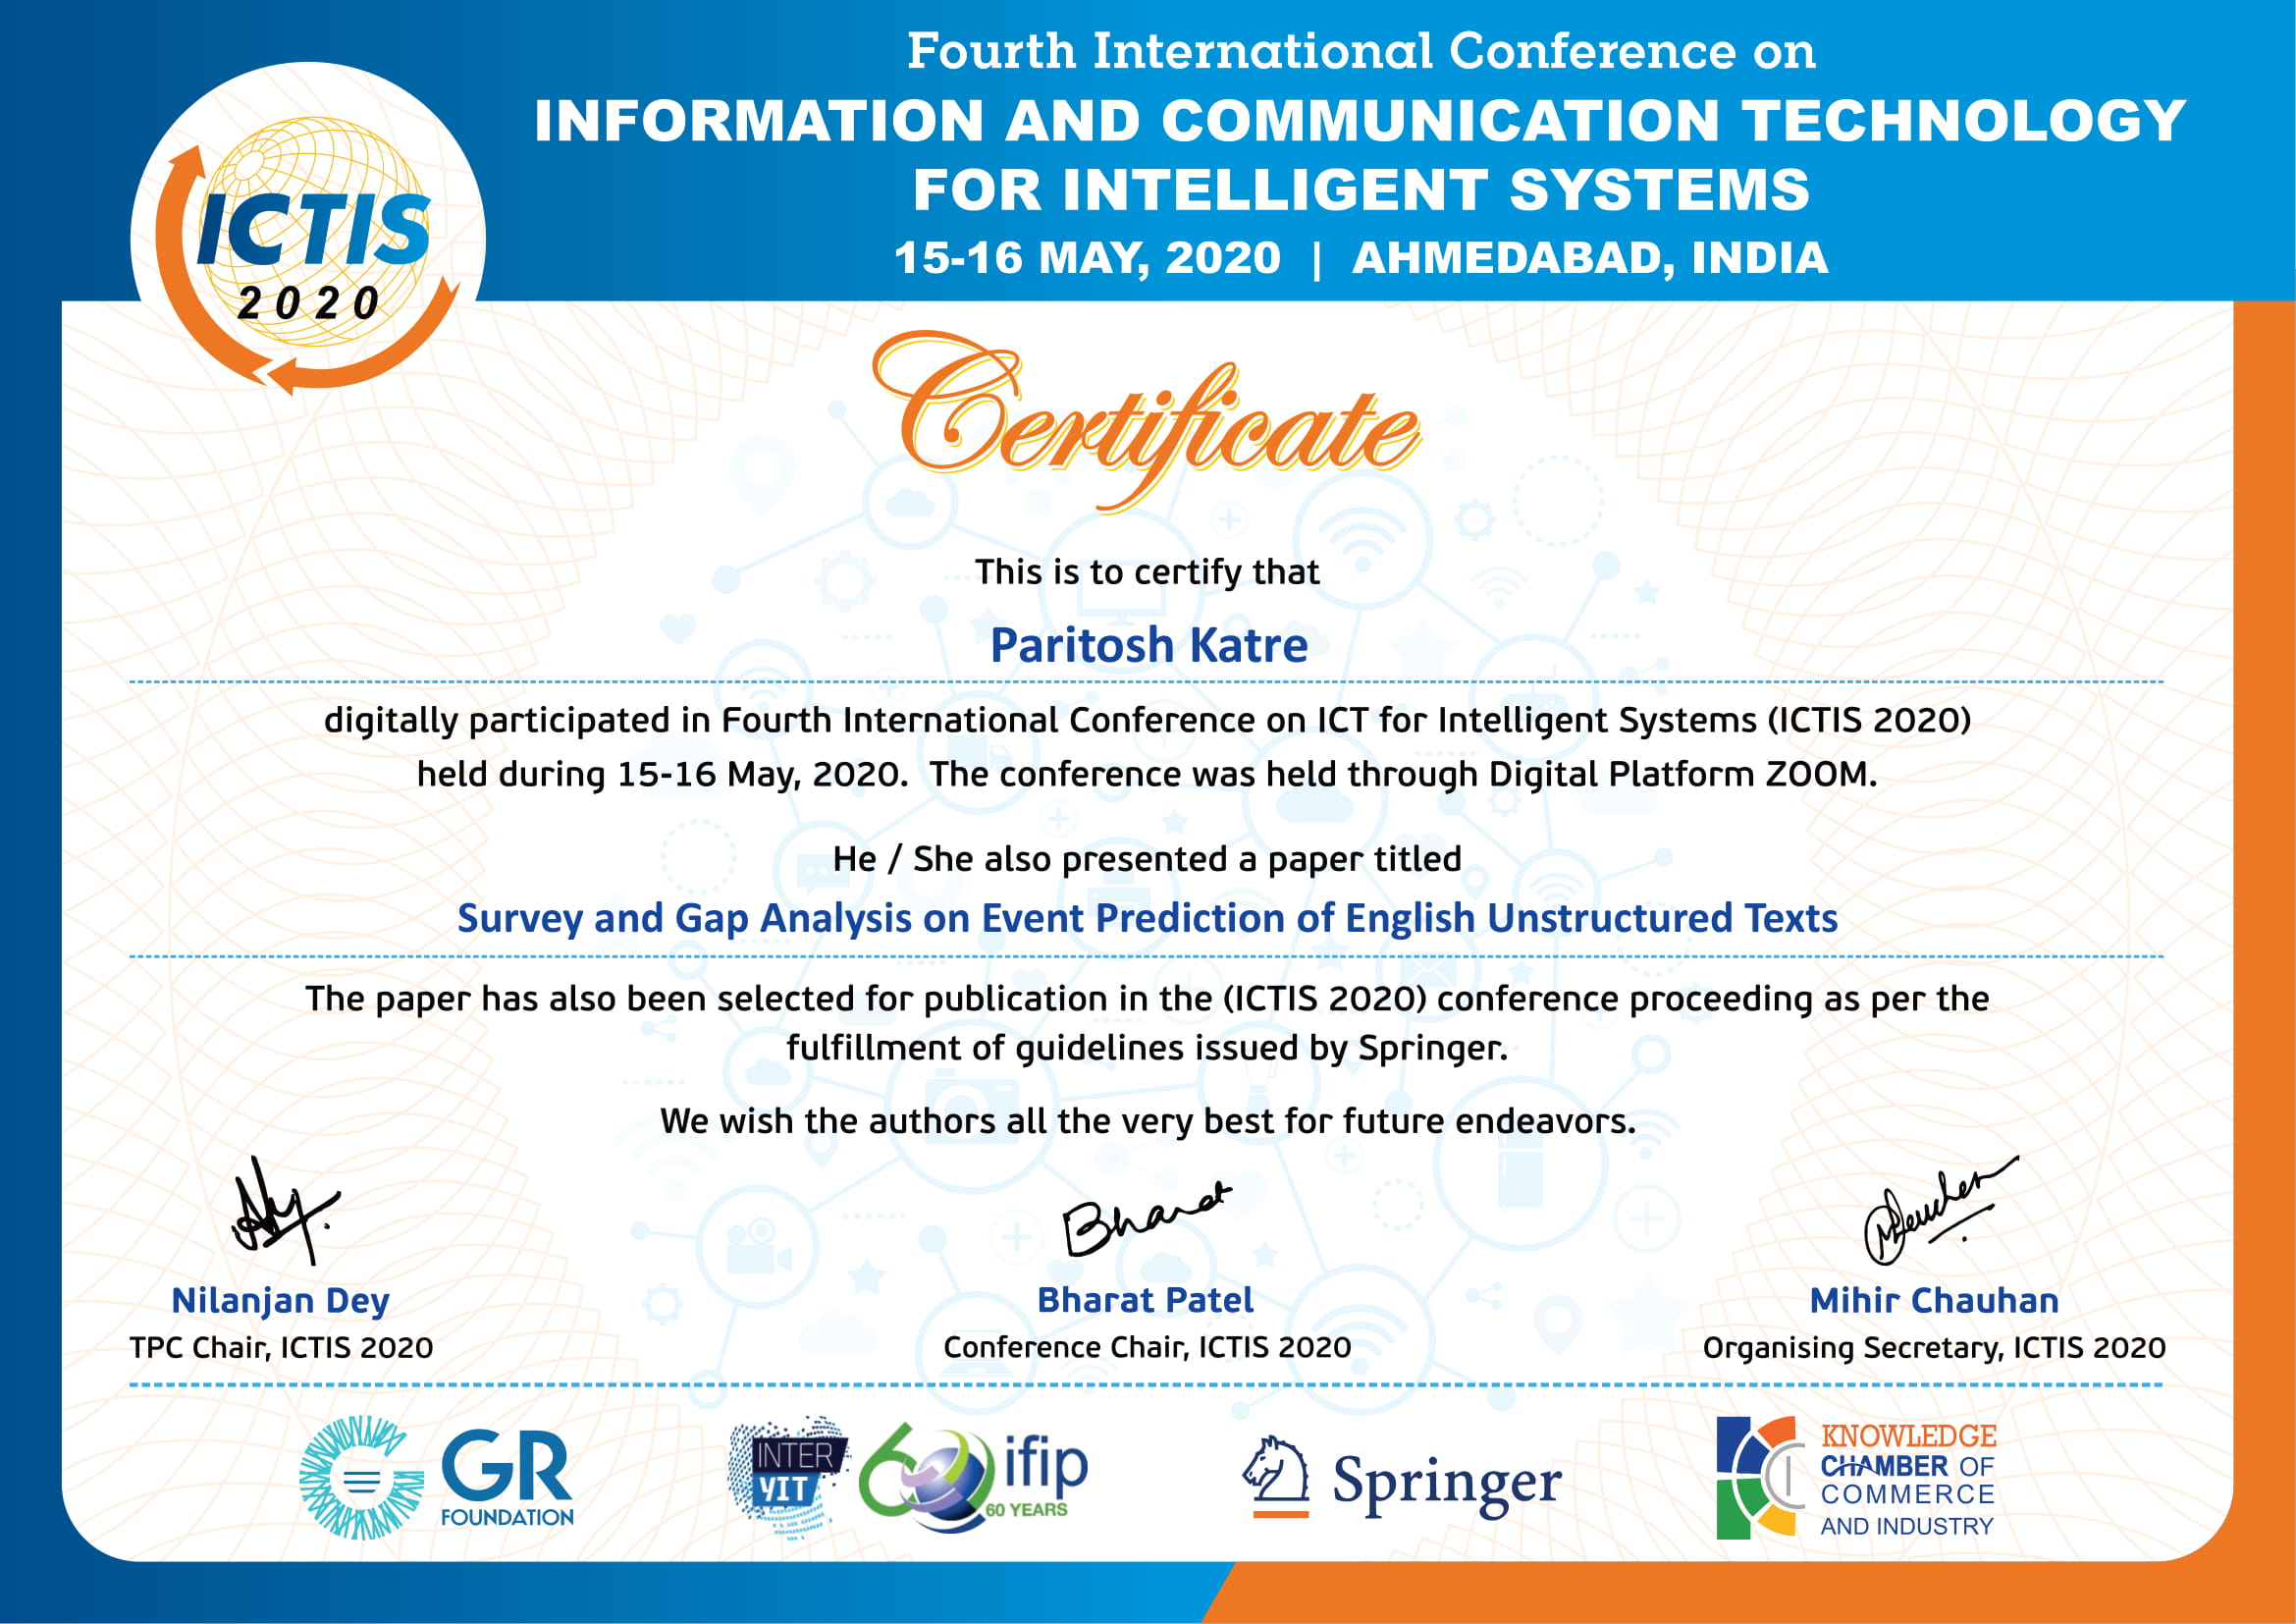 Fourth International Conference on
INFORMATION AND COMMUNICATION TECHNOLOGY
FOR INTELLIGENT SYSTEMS
15-16 MAY, 2020 | AHMEDABAD, INDIA
ICTIS
2020
Certificate
This is to certify that
Paritosh Katre
digitally participated in Fourth International Conference on ICT for Intelligent Systems (ICTIS 2020)
held during 15-16 May, 2020. The conference was held through Digital Platform ZOOM.
He / She also presented a paper titled
Survey and Gap Analysis on Event Prediction of English Unstructured Texts
The paper has also been selected for publication in the (ICTIS 2020) conference proceeding as per the
fulfillment of guidelines issued by Springer.
We wish the authors all the very best for future endeavors.
Bharat
Nilanjan Dey
TPC Chair, ICTIS 2020
Bharat Patel
Conference Chair, ICTIS 2020
Mihir Chauhan
Organising Secretary, ICTIS 2020
GR
FOUNDATION
INTER
YIT
60 ifip
60 YEARS
Springer
KNOWLEDGE
CHAMBER OF
COMMERCE
AND INDUSTRY